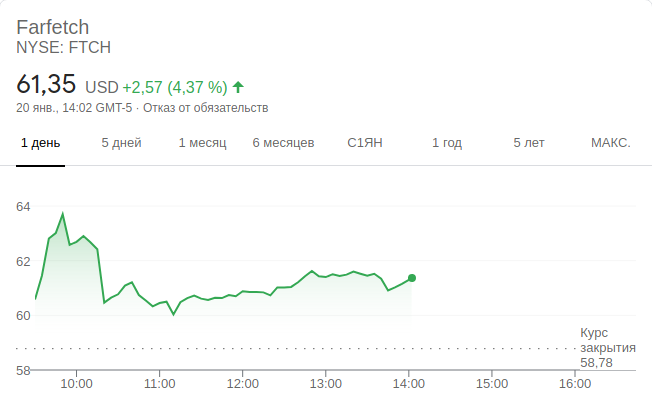 Farfetch
NYSE: FTCH
61,35 USD +2,57 (4,37 %)
20 янв., 14:02 GMT-5 · Отказ от обязательств
1 день 5 дней 1 месяц 6 месяцев С1ЯН 1 год 5 лет МАКС.
64
62
60
58
Курс
закрытия
58,78
10:00 11:00 12:00 13:00 14:00 15:00 16:00